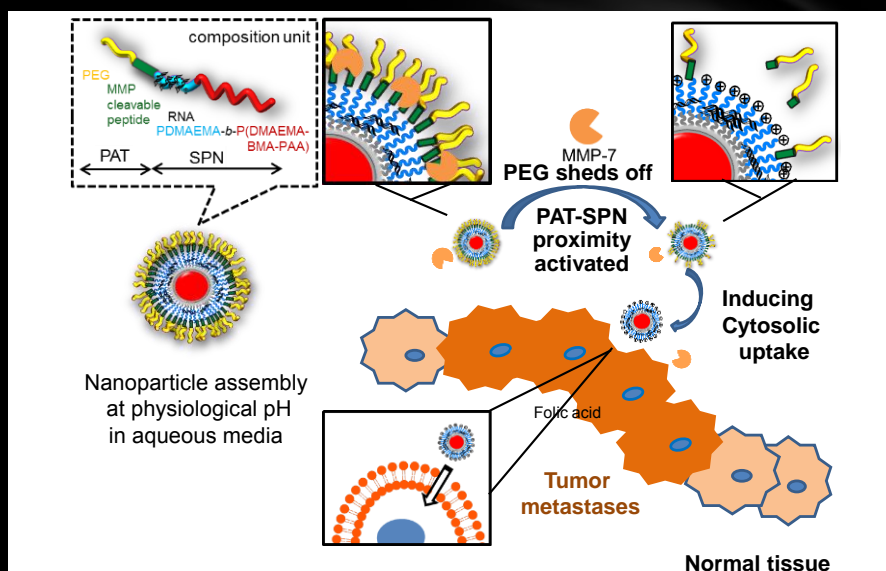 composition unit
PEG
MMP
cleavable
peptide
RNA
PDMAEMA-b-P(DMAEMA-
BMA-PAA)
PAT
SPN
MMP-7
PEG sheds off
PAT-SPN
proximity
activated
Inducing
Cytosolic
uptake
Nanoparticle assembly
at physiological pH
in aqueous media
Folic acid
Tumor
metastases
Normal tissue